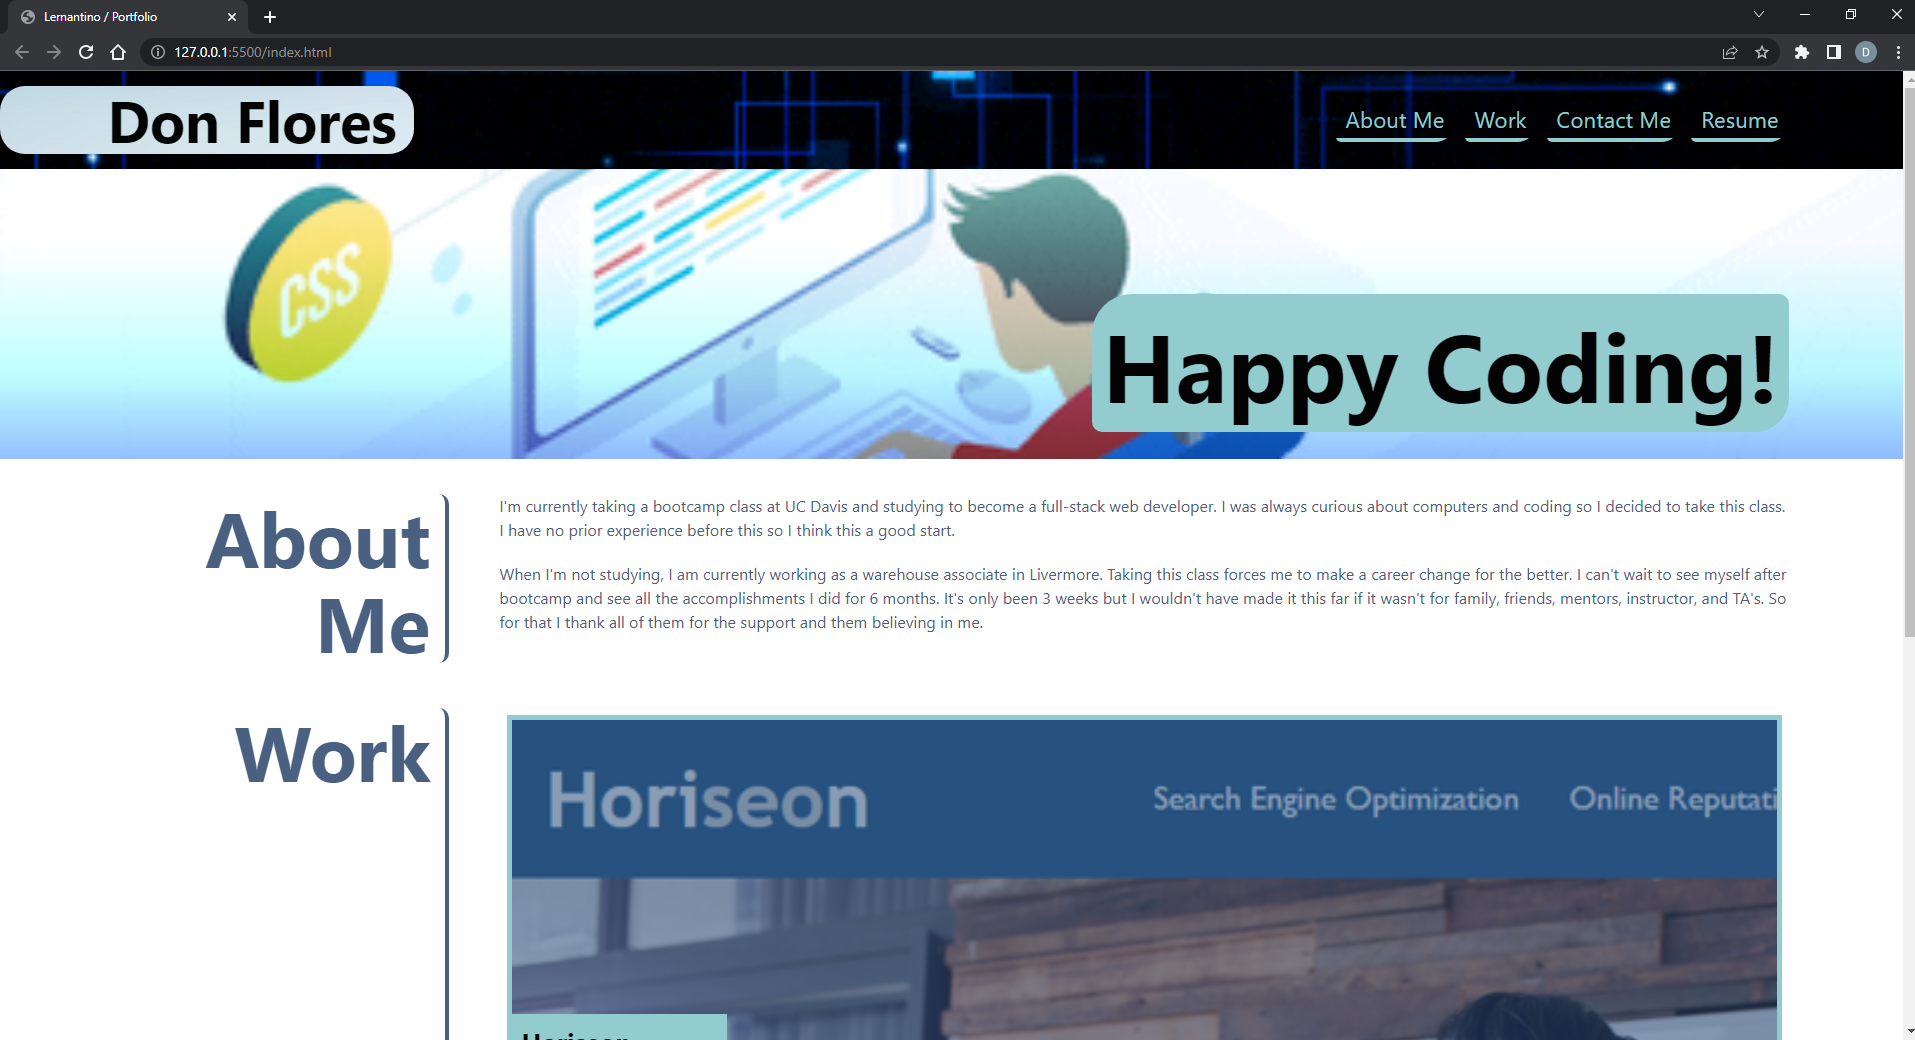 Lernantino / Portfolio
127.0.0.1:5500/index.html
D
Don Flores
About Me
Work
Contact Me
Resume
CSS
Happy Coding!
About
Me
I'm currently taking a bootcamp class at UC Davis and studying to become a full-stack web developer. I was always curious about computers and coding so I decided to take this class.
I have no prior experience before this so I think this a good start.
When I'm not studying, I am currently working as a warehouse associate in Livermore. Taking this class forces me to make a career change for the better. I can't wait to see myself after
bootcamp and see all the accomplishments I did for 6 months. It's only been 3 weeks but I wouldn't have made it this far if it wasn't for family, friends, mentors, instructor, and TA's. So
for that I thank all of them for the support and them believing in me.
Work
Horiseon
Search Engine Optimization
Online Reputati
Horiseon